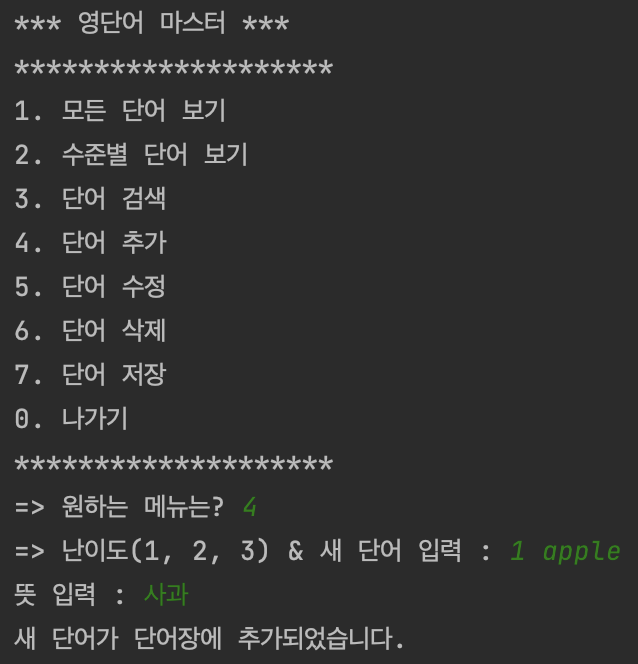 *** 영단어 마스터 ***
********************
1. 모든 단어 보기
2. 수준별 단어 보기
3. 단어 검색
4. 단어 추가
5. 단어 수정
6. 단어 삭제
7. 단어 저장
0. 나가기
********************
=> 원하는 메뉴는? 4
=> 난이도(1, 2, 3) & 새 단어 입력 : 1 apple
뜻 입력 : 사과
새 단어가 단어장에 추가되었습니다.